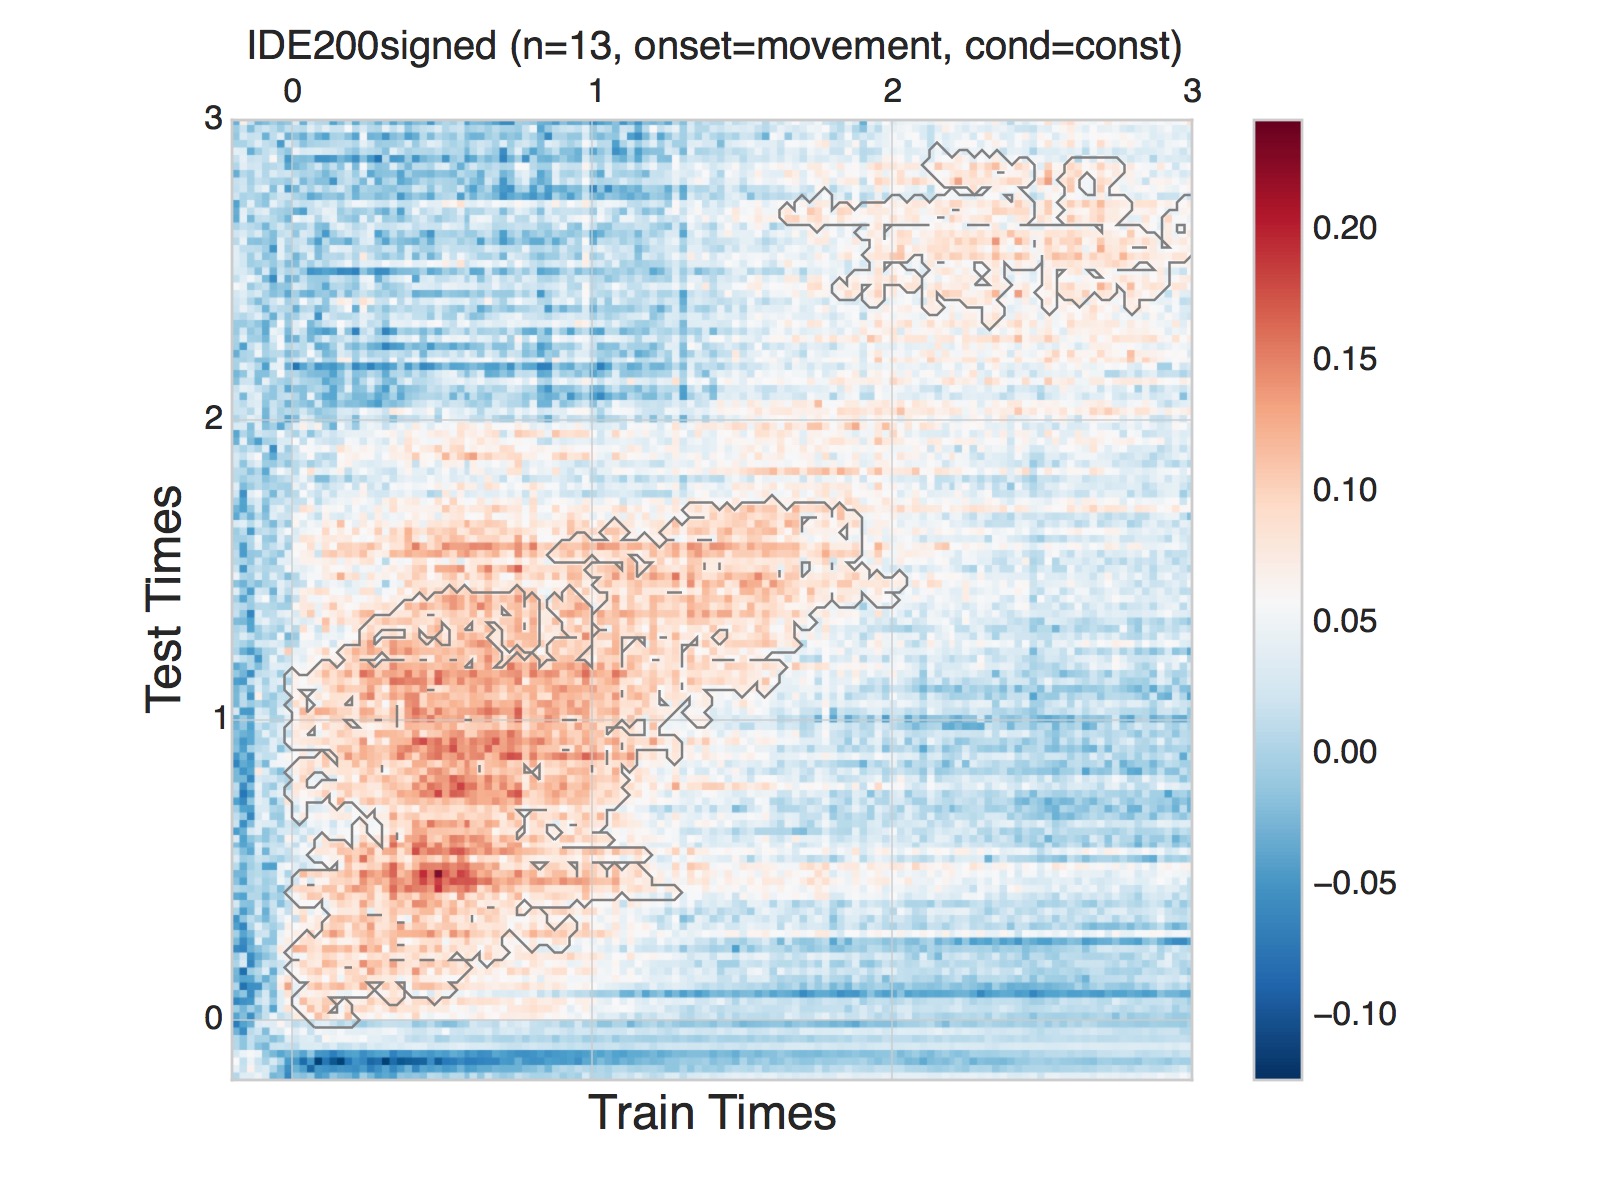 IDE200signed (n=13, onset=movement, cond=const)
0 1 2 3
3
2
1
0
Test Times
Train Times
0.20
0.15
0.10
0.05
0.00
−0.05
−0.10